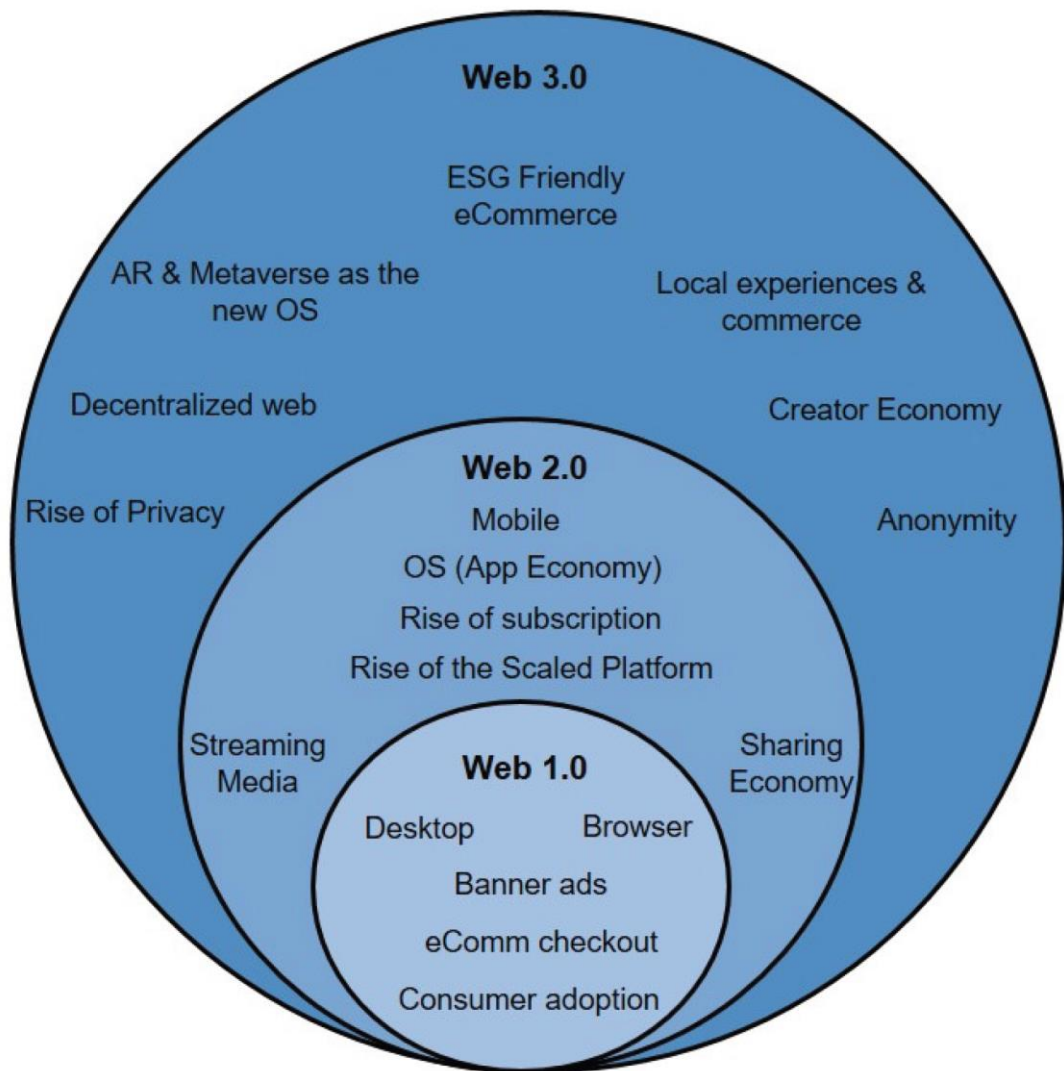 Web 3.0
ESG Friendly
eCommerce
AR & Metaverse as the
new OS
Local experiences &
commerce
Decentralized web
Creator Economy
Rise of Privacy
Anonymity
Web 2.0
Mobile
OS (App Economy)
Rise of subscription
Rise of the Scaled Platform
Streaming
Media
Sharing
Economy
Web 1.0
Desktop
Browser
Banner ads
eComm checkout
Consumer adoption